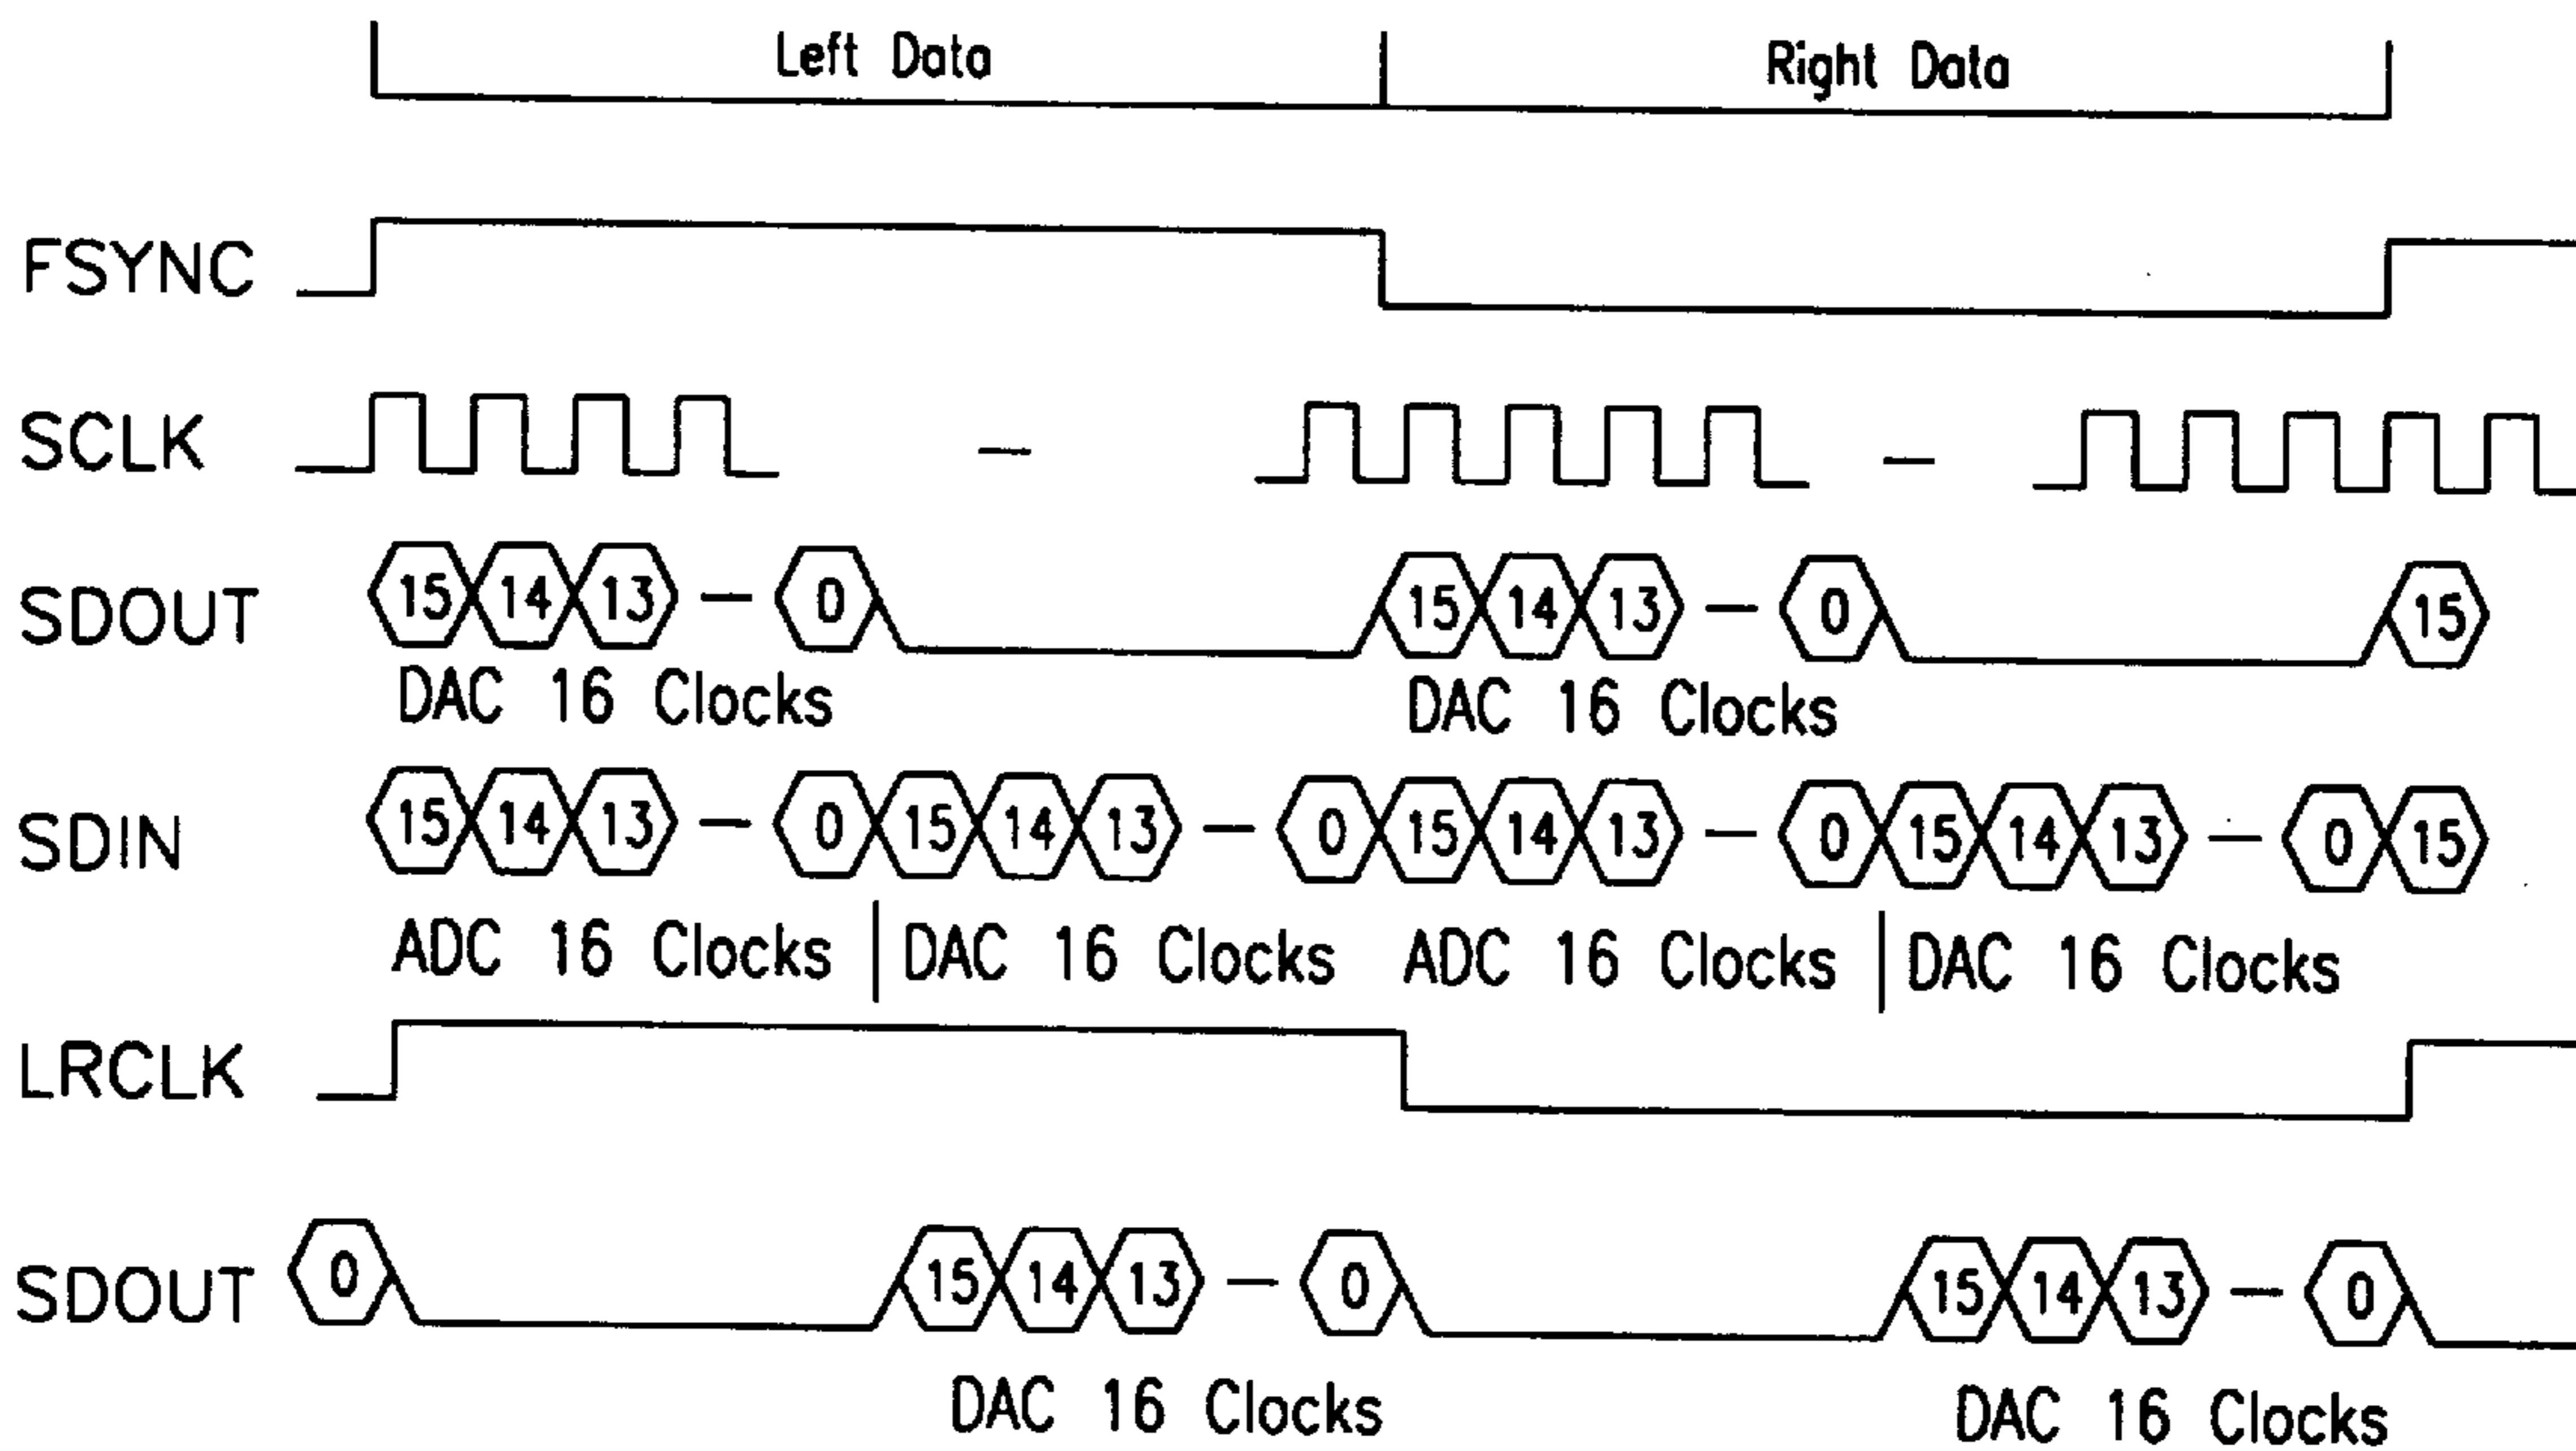 Left Data Right Data
FSYNC
SCLK
SDOUT 15 14 13 — 0 15 14 13 — 0 15
DAC 16 Clocks DAC 16 Clocks
SDIN 15 14 13 — 0 15 14 13 — 0 15 14 13 — 0 15 14 13 — 0 15
ADC 16 Clocks | DAC 16 Clocks ADC 16 Clocks | DAC 16 Clocks
LRCLK
SDOUT 0 15 14 13 — 0 15 14 13 — 0
DAC 16 Clocks DAC 16 Clocks